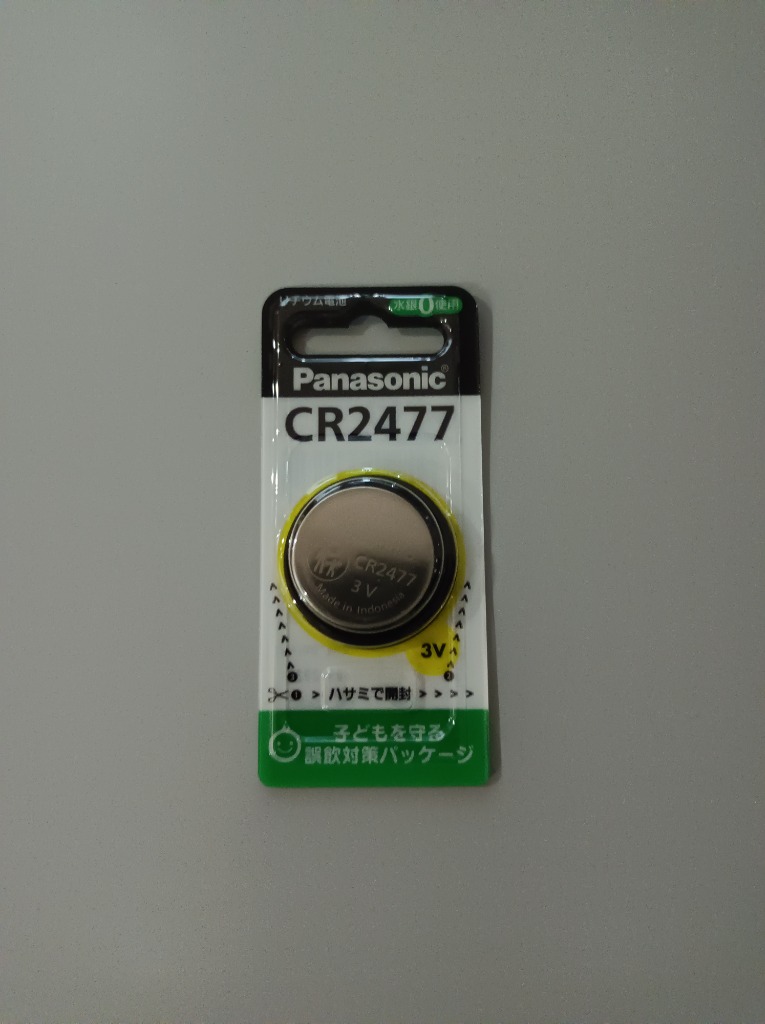 リチウム電池
水銀0使用
Panasonic®
CR2477
CR2477
3V
Made in Indonesia
3V
ハサミで開封
子どもを守る
誤飲対策パッケージ